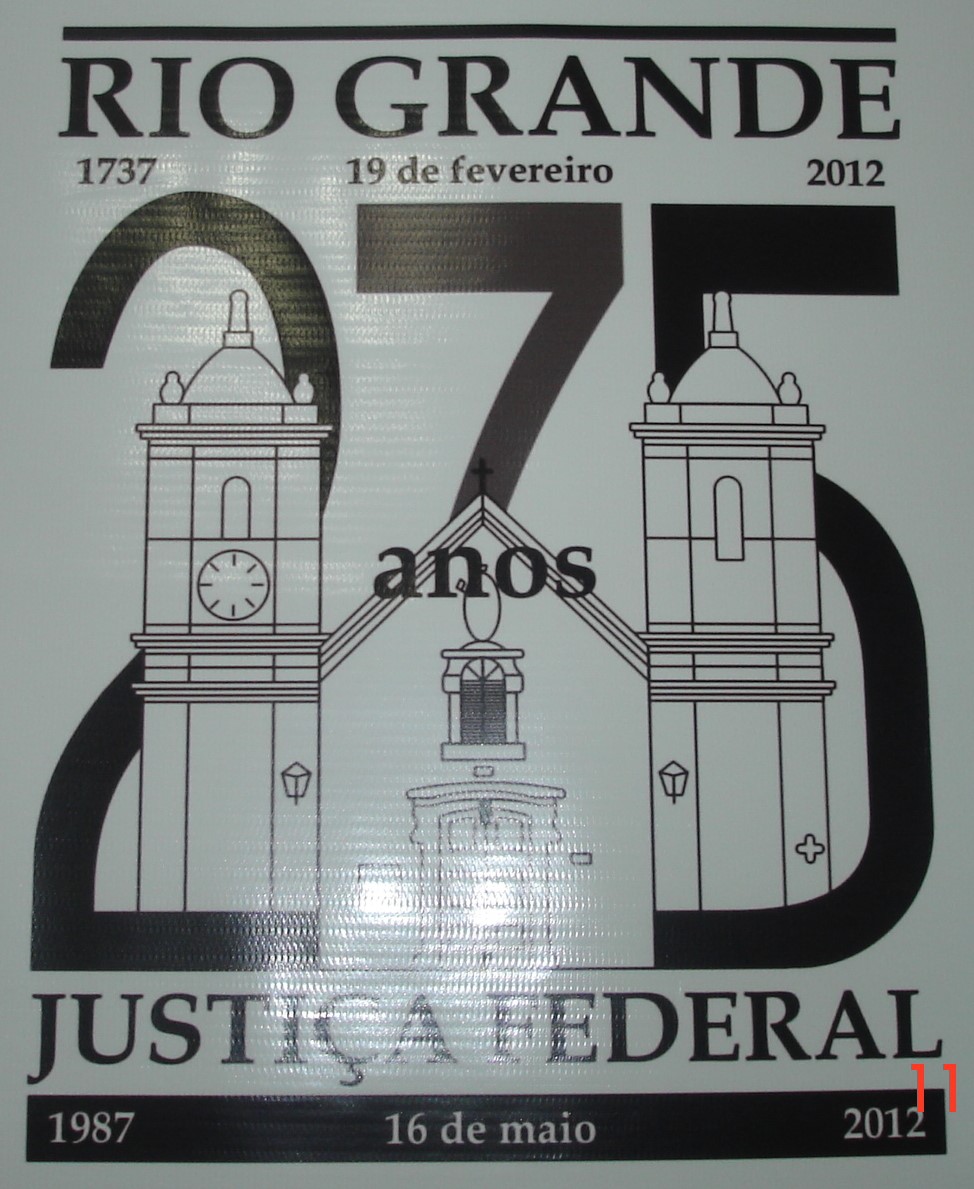 RIO GRANDE
1737 19 de fevereiro 2012
275
anos
JUSTIÇA FEDERAL
11
1987 16 de maio 2012